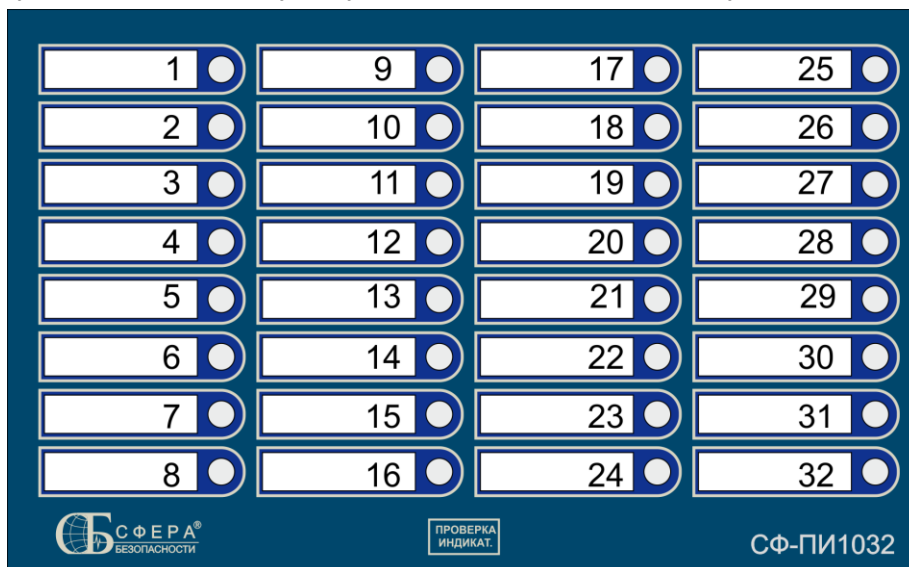 1 9 17 25
2 10 18 26
3 11 19 27
4 12 20 28
5 13 21 29
6 14 22 30
7 15 23 31
8 16 24 32
СБ СФЕРА®
БЕЗОПАСНОСТИ
ПРОВЕРКА
ИНДИКАТ.
СФ-ПИ1032